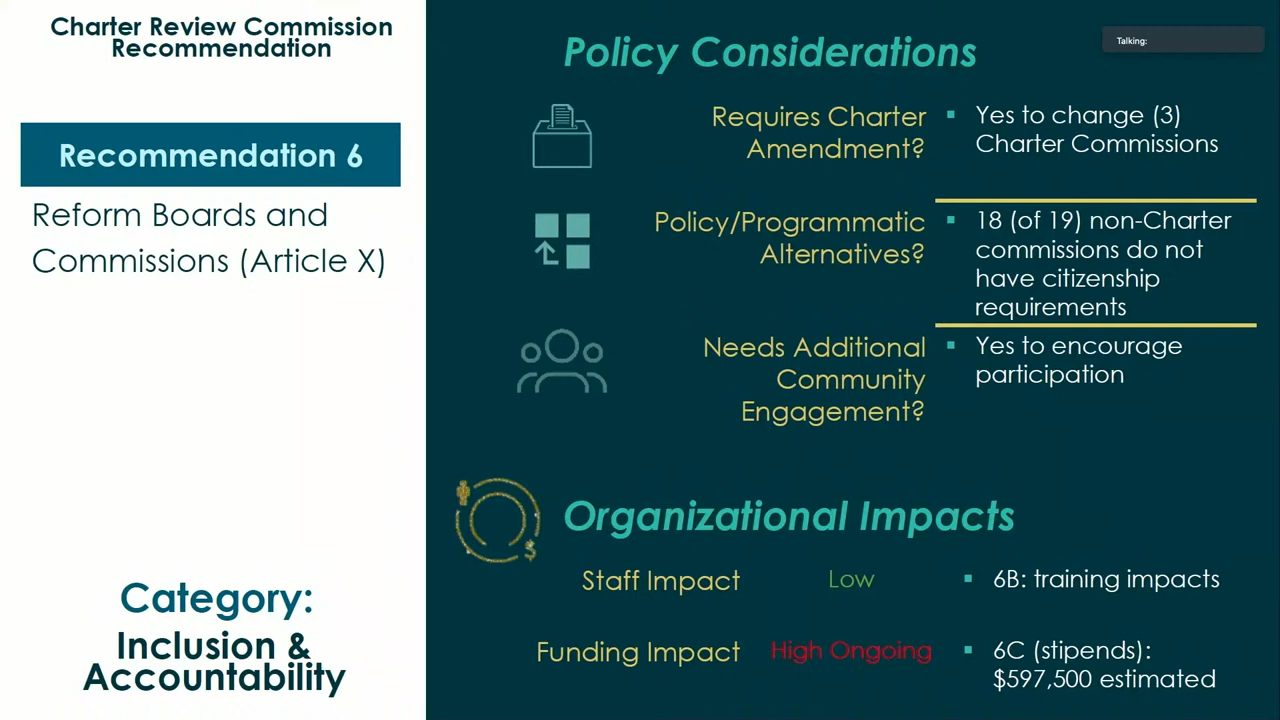 Charter Review Commission
Recommendation
Recommendation 6
Reform Boards and
Commissions (Article X)
Category:
Inclusion &
Accountability
Policy Considerations
Talking:
Requires Charter
Amendment?
▪ Yes to change (3)
Charter Commissions
Policy/Programmatic
Alternatives?
▪ 18 (of 19) non-Charter
commissions do not
have citizenship
requirements
Needs Additional
Community
Engagement?
▪ Yes to encourage
participation
Organizational Impacts
$
Staff Impact
Low
▪ 6B: training impacts
Funding Impact
High Ongoing
▪ 6C (stipends):
$597,500 estimated